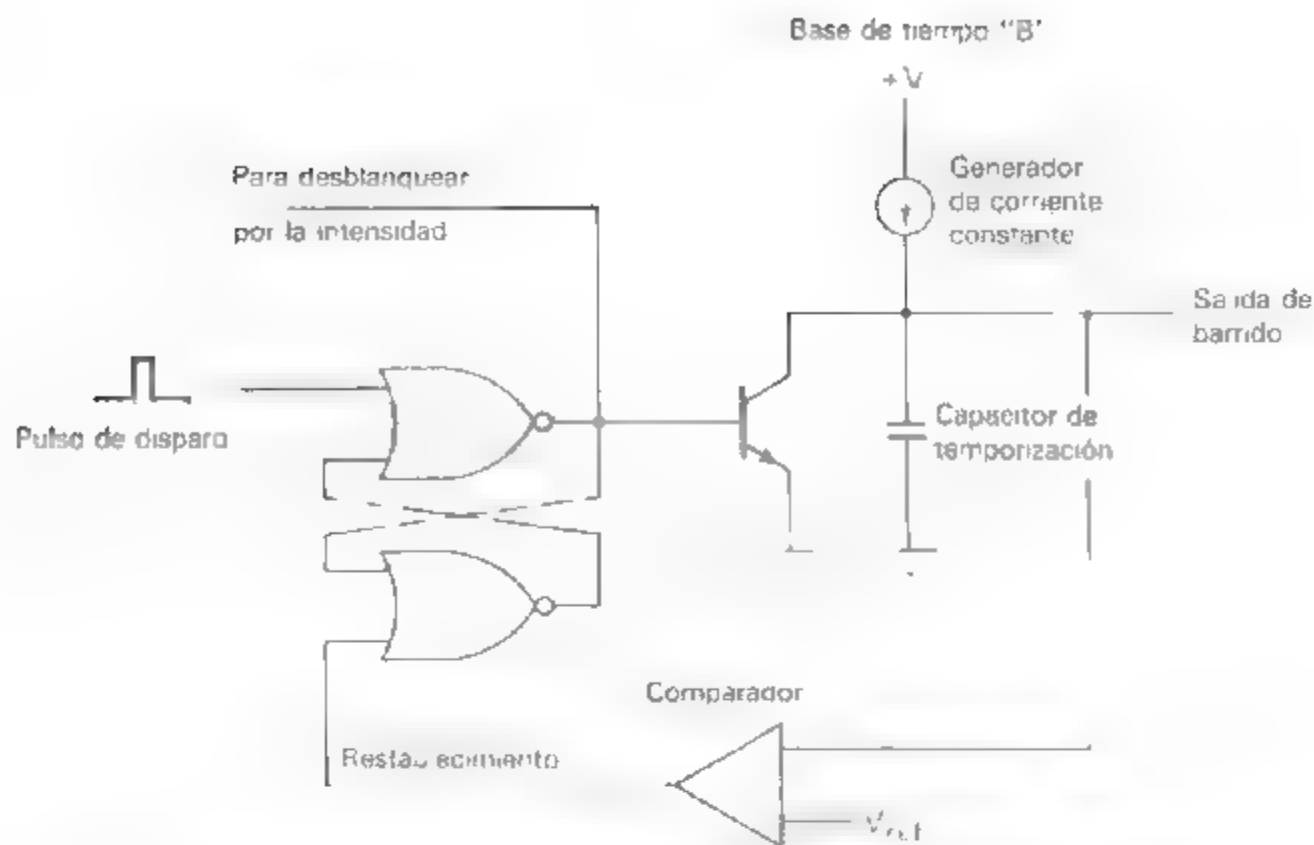 Base de tiempo "B"
+V
Para desblanquear
por la intensidad
Generador
de corriente
constante
Salida de
barrido
Pulso de disparo
Capacitor de
temporización
Comparador
Restablecimiento
Vref